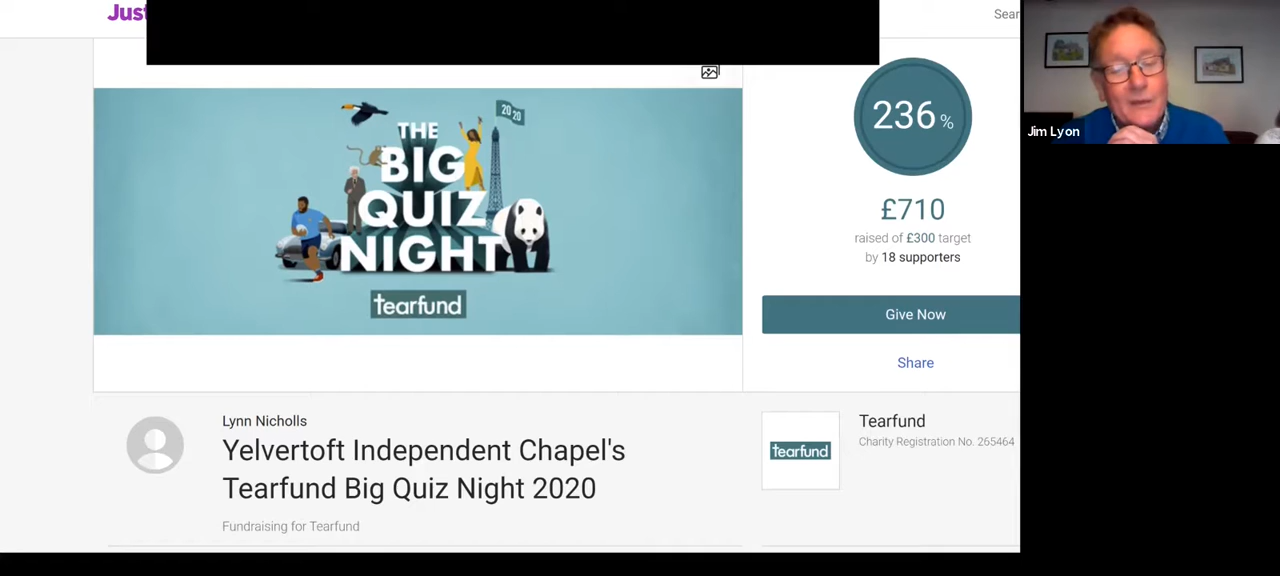 Just
Sear
20
20
THE
BIG
QUIZ
NIGHT
tearfund
236 %
£710
raised of £300 target
by 18 supporters
Give Now
Share
Jim Lyon
Lynn Nicholls
Yelvertoft Independent Chapel's
Tearfund Big Quiz Night 2020
Fundraising for Tearfund
tearfund
Tearfund
Charity Registration No. 265464